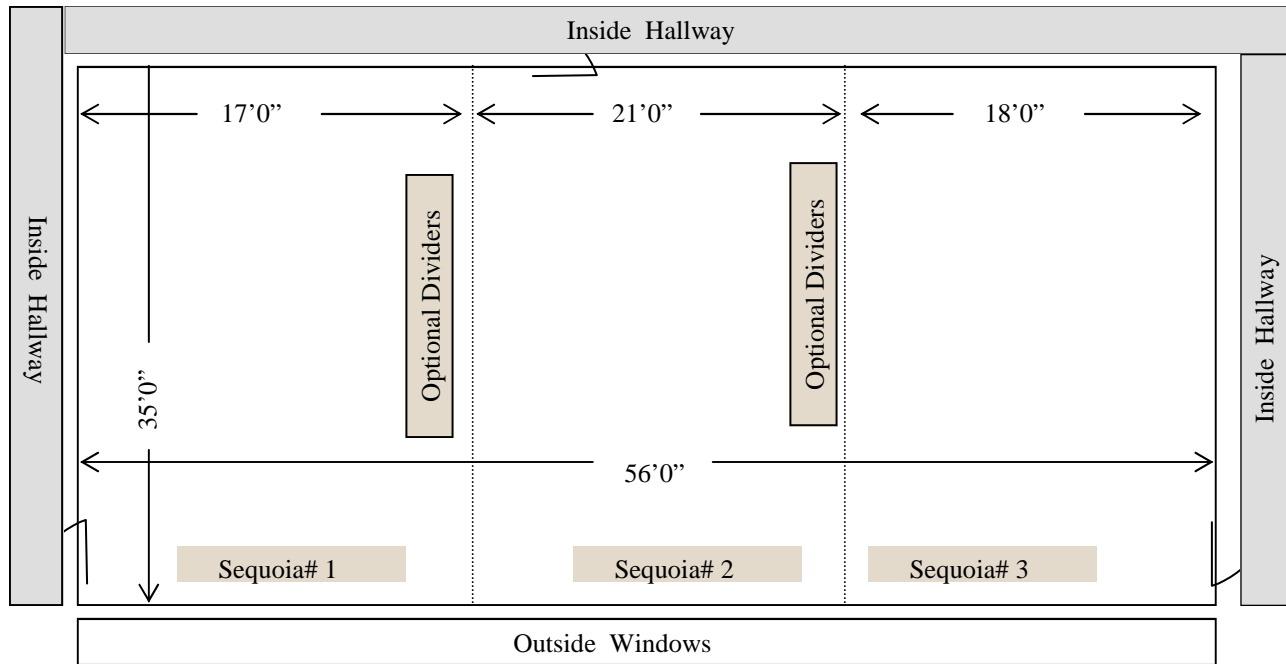 Inside Hallway
Inside Hallway
17’0”
21’0”
18’0”
Optional Dividers
Optional Dividers
Inside Hallway
35’0”
56’0”
Sequoia# 1
Sequoia# 2
Sequoia# 3
Outside Windows